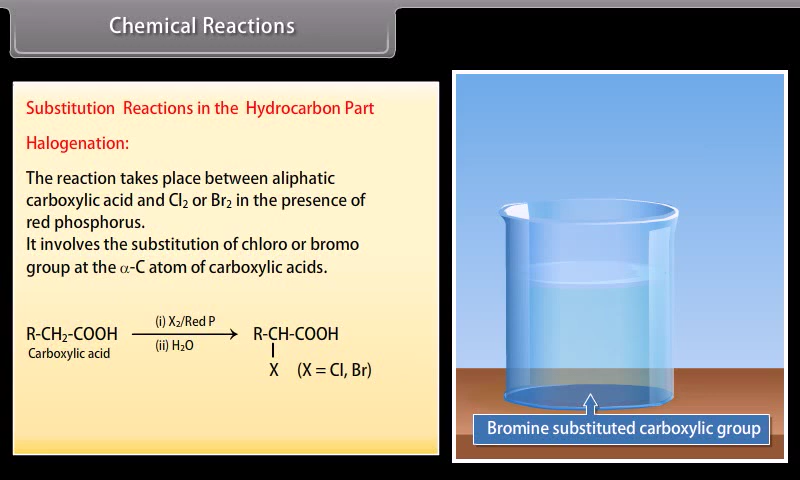 Chemical Reactions
Substitution Reactions in the Hydrocarbon Part
Halogenation:
The reaction takes place between aliphatic
carboxylic acid and Cl₂ or Br₂ in the presence of
red phosphorus.
It involves the substitution of chloro or bromo
group at the α-C atom of carboxylic acids.
(i) X₂/Red P
R-CH₂-COOH R-CH-COOH
Carboxylic acid (ii) H₂O
X (X = Cl, Br)
Bromine substituted carboxylic group